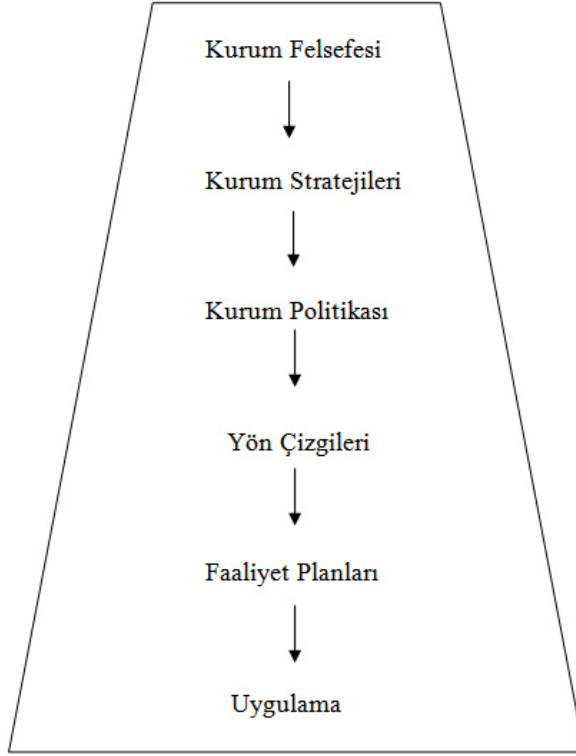 Kurum Felsefesi
Kurum Stratejileri
Kurum Politikası
Yön Çizgileri
Faaliyet Planları
Uygulama